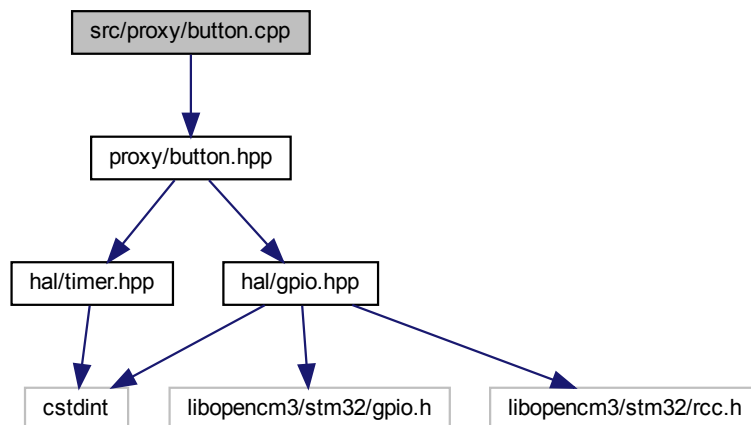 src/proxy/button.cpp
proxy/button.hpp
hal/timer.hpp
hal/gpio.hpp
cstdint
libopencm3/stm32/gpio.h
libopencm3/stm32/rcc.h